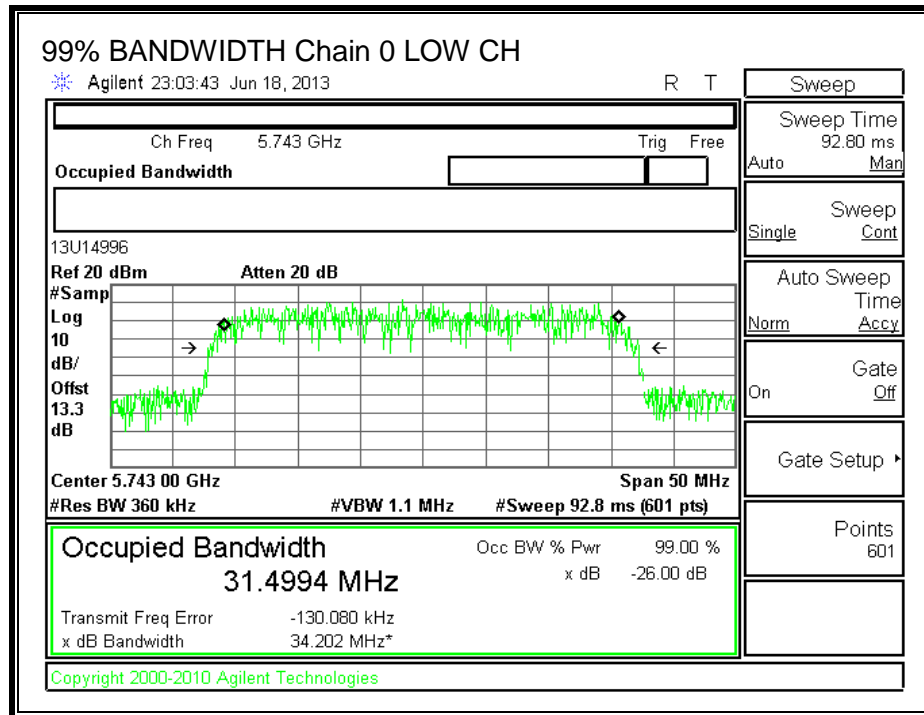 99% BANDWIDTH Chain 0 LOW CH
Agilent 23:03:43 Jun 18, 2013
R T
Ch Freq 5.743 GHz
Trig Free
Occupied Bandwidth
13U14996
Ref 20 dBm Atten 20 dB
#Samp
Log
10
dB/
Offst
13.3
dB
Center 5.743 00 GHz Span 50 MHz
#Res BW 360 kHz #VBW 1.1 MHz #Sweep 92.8 ms (601 pts)
Occupied Bandwidth
31.4994 MHz
Occ BW % Pwr 99.00 %
x dB -26.00 dB
Transmit Freq Error -130.080 kHz
x dB Bandwidth 34.202 MHz*
Copyright 2000-2010 Agilent Technologies
Sweep
Sweep Time
92.80 ms
Auto Man
Sweep
Single Cont
Auto Sweep
Time
Norm Accy
Gate
On Off
Gate Setup
Points
601